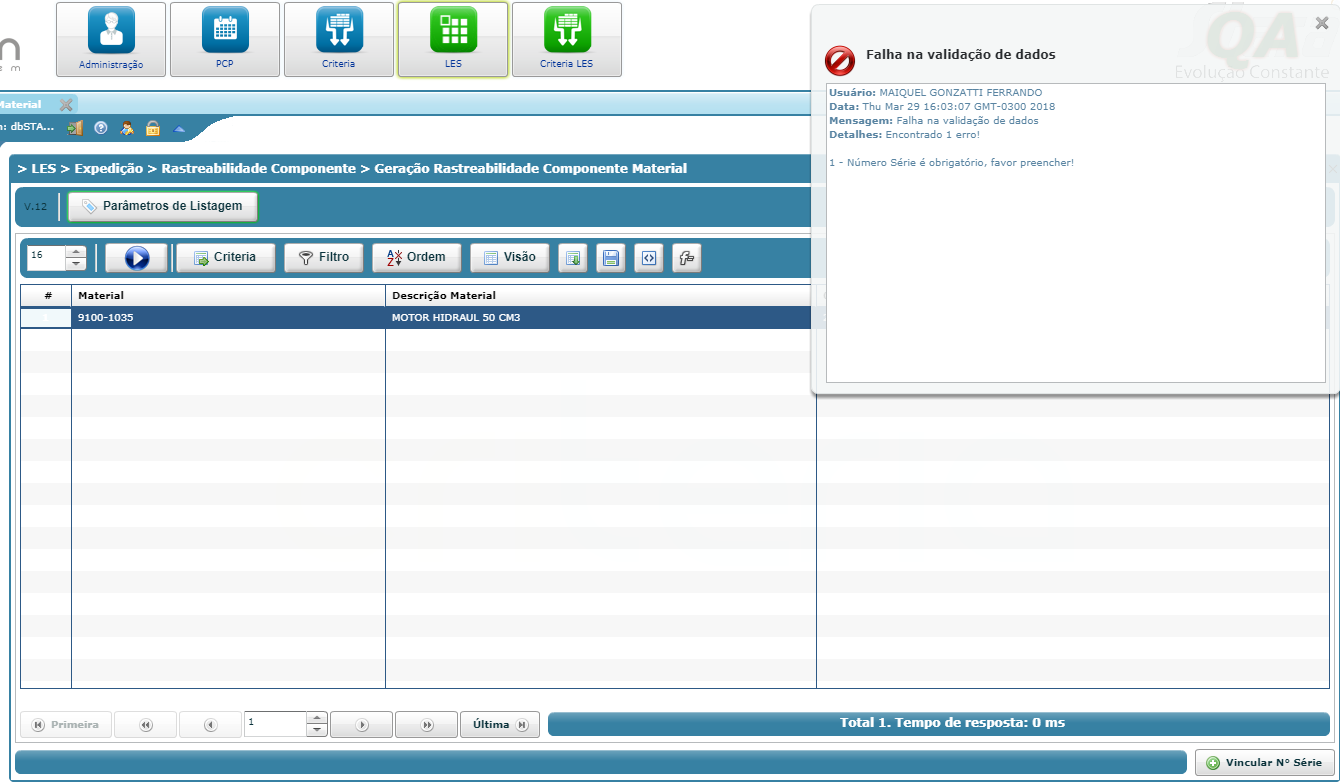 Administração
PCP
Criteria
LES
Criteria LES
QA
Evolução Constante
Falha na validação de dados
Usuário: MAIQUEL GONZATTI FERRANDO
Data: Thu Mar 29 16:03:07 GMT-0300 2018
Mensagem: Falha na validação de dados
Detalhes: Encontrado 1 erro!
1 - Número Série é obrigatório, favor preencher!
Material
: dbSTA...
> LES > Expedição > Rastreabilidade Componente > Geração Rastreabilidade Componente Material
V.12
Parâmetros de Listagem
16
Criteria
Filtro
Ordem
Visão
# Material Descrição Material
1 9100-1035 MOTOR HIDRAUL 50 CM3
Primeira
1
Última
Total 1. Tempo de resposta: 0 ms
Vincular N° Série